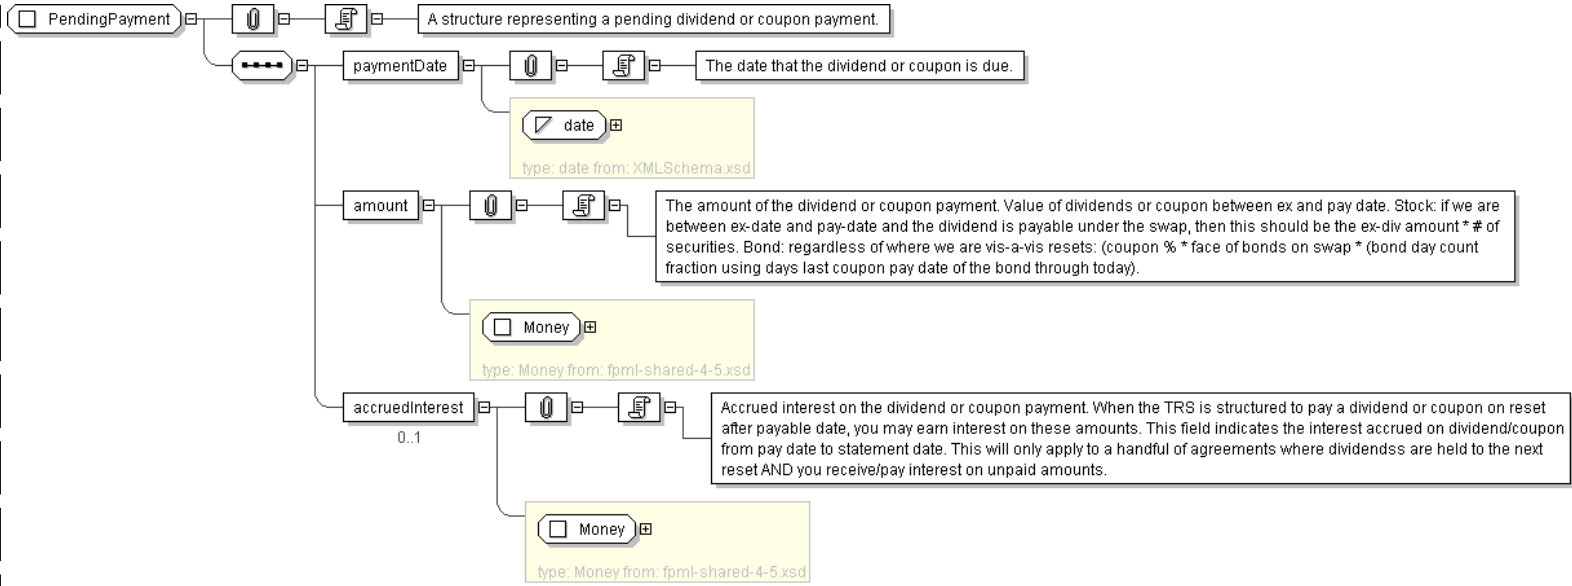 PendingPayment
A structure representing a pending dividend or coupon payment.
paymentDate
The date that the dividend or coupon is due.
date
type: date from: XMLSchema.xsd
amount
The amount of the dividend or coupon payment. Value of dividends or coupon between ex and pay date. Stock: if we are
between ex-date and pay-date and the dividend is payable under the swap, then this should be the ex-div amount * # of
securities. Bond: regardless of where we are vis-a-vis resets: (coupon % * face of bonds on swap * (bond day count
fraction using days last coupon pay date of the bond through today).
Money
type: Money from: fpml-shared-4-5.xsd
accruedInterest
0..1
Accrued interest on the dividend or coupon payment. When the TRS is structured to pay a dividend or coupon on reset
after payable date, you may earn interest on these amounts. This field indicates the interest accrued on dividend/coupon
from pay date to statement date. This will only apply to a handful of agreements where dividendss are held to the next
reset AND you receive/pay interest on unpaid amounts.
Money
type: Money from: fpml-shared-4-5.xsd